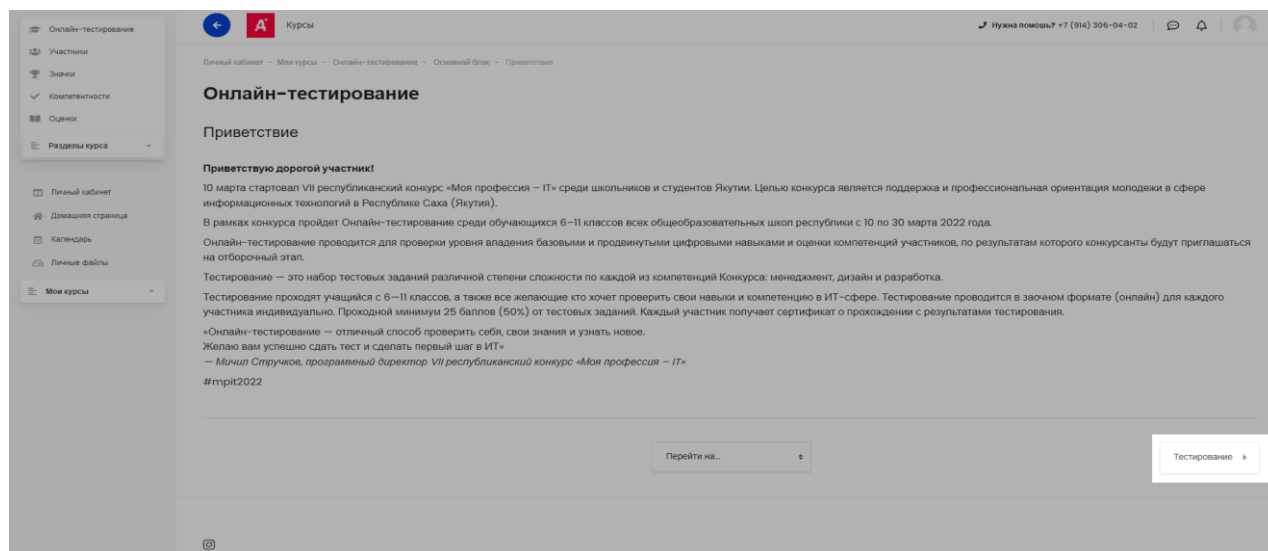 Онлайн-тестирование
Участники
Значки
Компетентности
Оценки
Разделы курса
Личный кабинет
Домашняя страница
Календарь
Личные файлы
Мои курсы
Курсы
Нужна помощь? +7 (914) 306-04-02
Личный кабинет – Мои курсы – Онлайн-тестирование – Основной блок – Приветствие
Онлайн-тестирование
Приветствие
Приветствую дорогой участник!
10 марта стартовал VII республиканский конкурс «Моя профессия – IT» среди школьников и студентов Якутии. Целью конкурса является поддержка и профессиональная ориентация молодежи в сфере
информационных технологий в Республике Саха (Якутия).
В рамках конкурса пройдет Онлайн-тестирование среди обучающихся 6–11 классов всех общеобразовательных школ республики с 10 по 30 марта 2022 года.
Онлайн-тестирование проводится для проверки уровня владения базовыми и продвинутыми цифровыми навыками и оценки компетенций участников, по результатам которого конкурсанты будут приглашаться
на отборочный этап.
Тестирование — это набор тестовых заданий различной степени сложности по каждой из компетенций Конкурса: менеджмент, дизайн и разработка.
Тестирование проходят учащийся с 6—11 классов, а также все желающие кто хочет проверить свои навыки и компетенцию в ИТ-сфере. Тестирование проводится в заочном формате (онлайн) для каждого
участника индивидуально. Проходной минимум 25 баллов (50%) от тестовых заданий. Каждый участник получает сертификат о прохождении с результатами тестирования.
«Онлайн-тестирование — отличный способ проверить себя, свои знания и узнать новое.
Желаю вам успешно сдать тест и сделать первый шаг в ИТ»
— Мичил Стручков, программный директор VII республиканский конкурс «Моя профессия – IT»
#mpit2022
Перейти на...
Тестирование